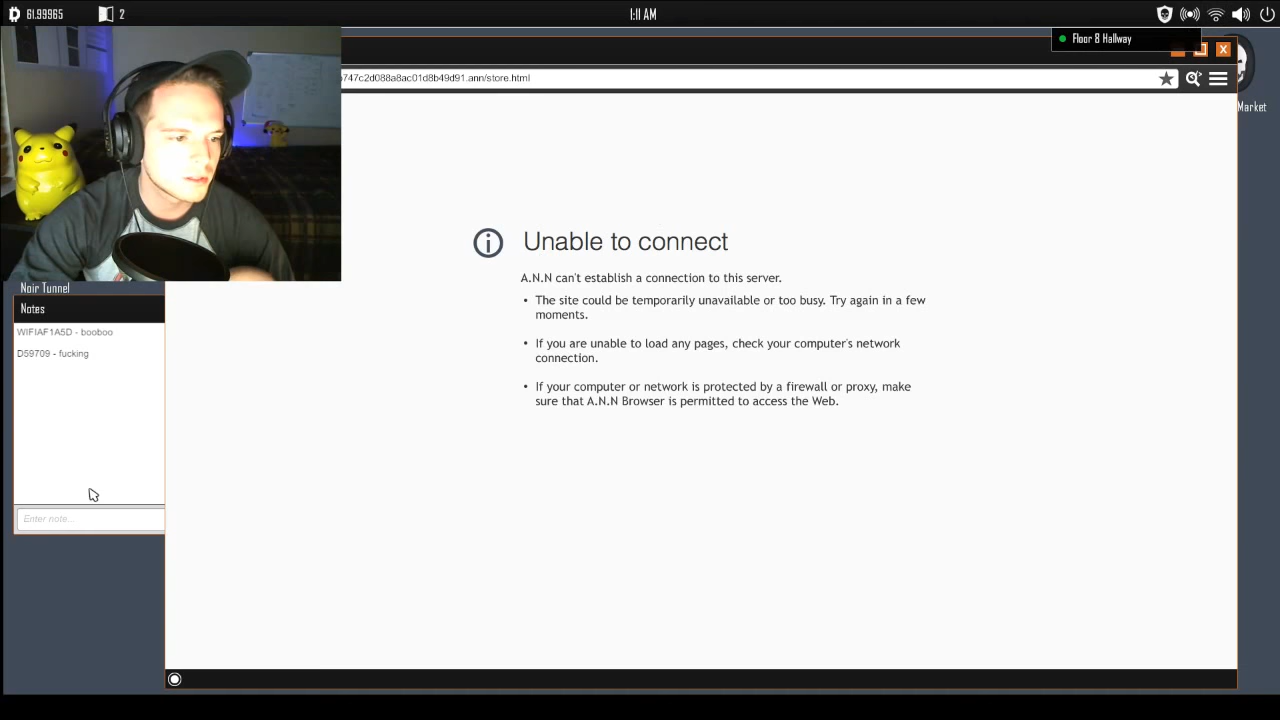 61.99965
2
1:11 AM
Floor 8 Hallway
X
747c2d088a8ac01d8b49d91.ann/store.html
Market
Unable to connect
A.N.N can't establish a connection to this server.
• The site could be temporarily unavailable or too busy. Try again in a few
moments.
• If you are unable to load any pages, check your computer's network
connection.
• If your computer or network is protected by a firewall or proxy, make
sure that A.N.N Browser is permitted to access the Web.
Noir Tunnel
Notes
WIFIAF1A5D - booboo
D59709 - fucking
Enter note...